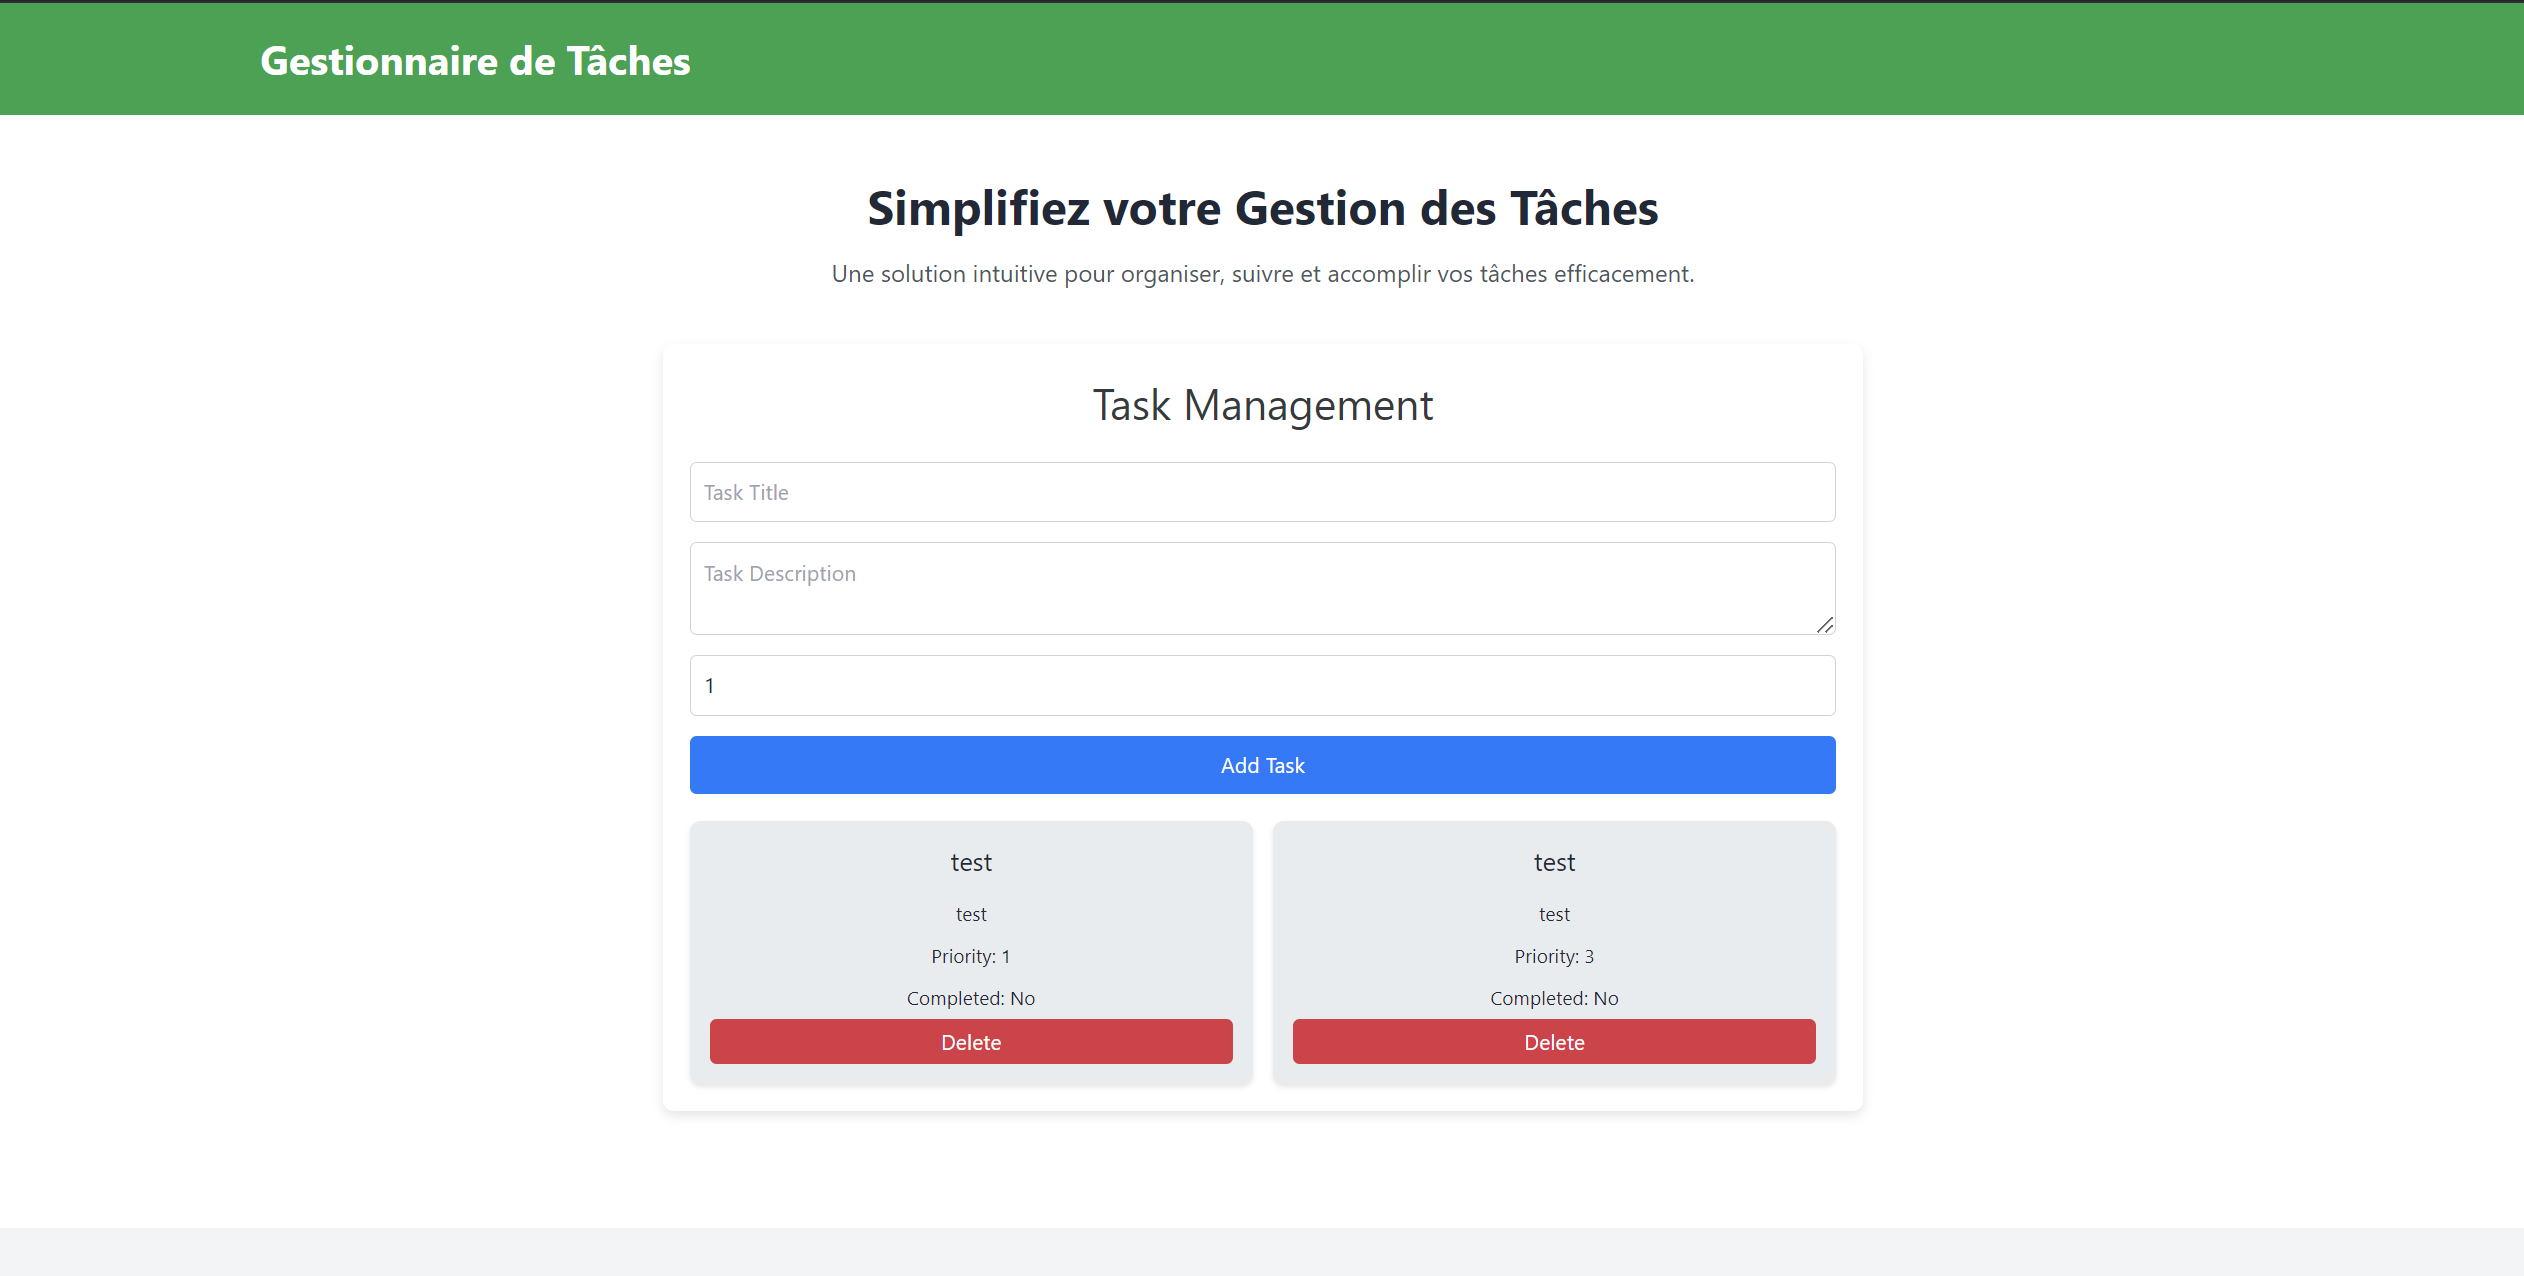 Gestionnaire de Tâches
Simplifiez votre Gestion des Tâches
Une solution intuitive pour organiser, suivre et accomplir vos tâches efficacement.
Task Management
Task Title
Task Description
1
Add Task
test
test
Priority: 1
Completed: No
Delete
test
test
Priority: 3
Completed: No
Delete